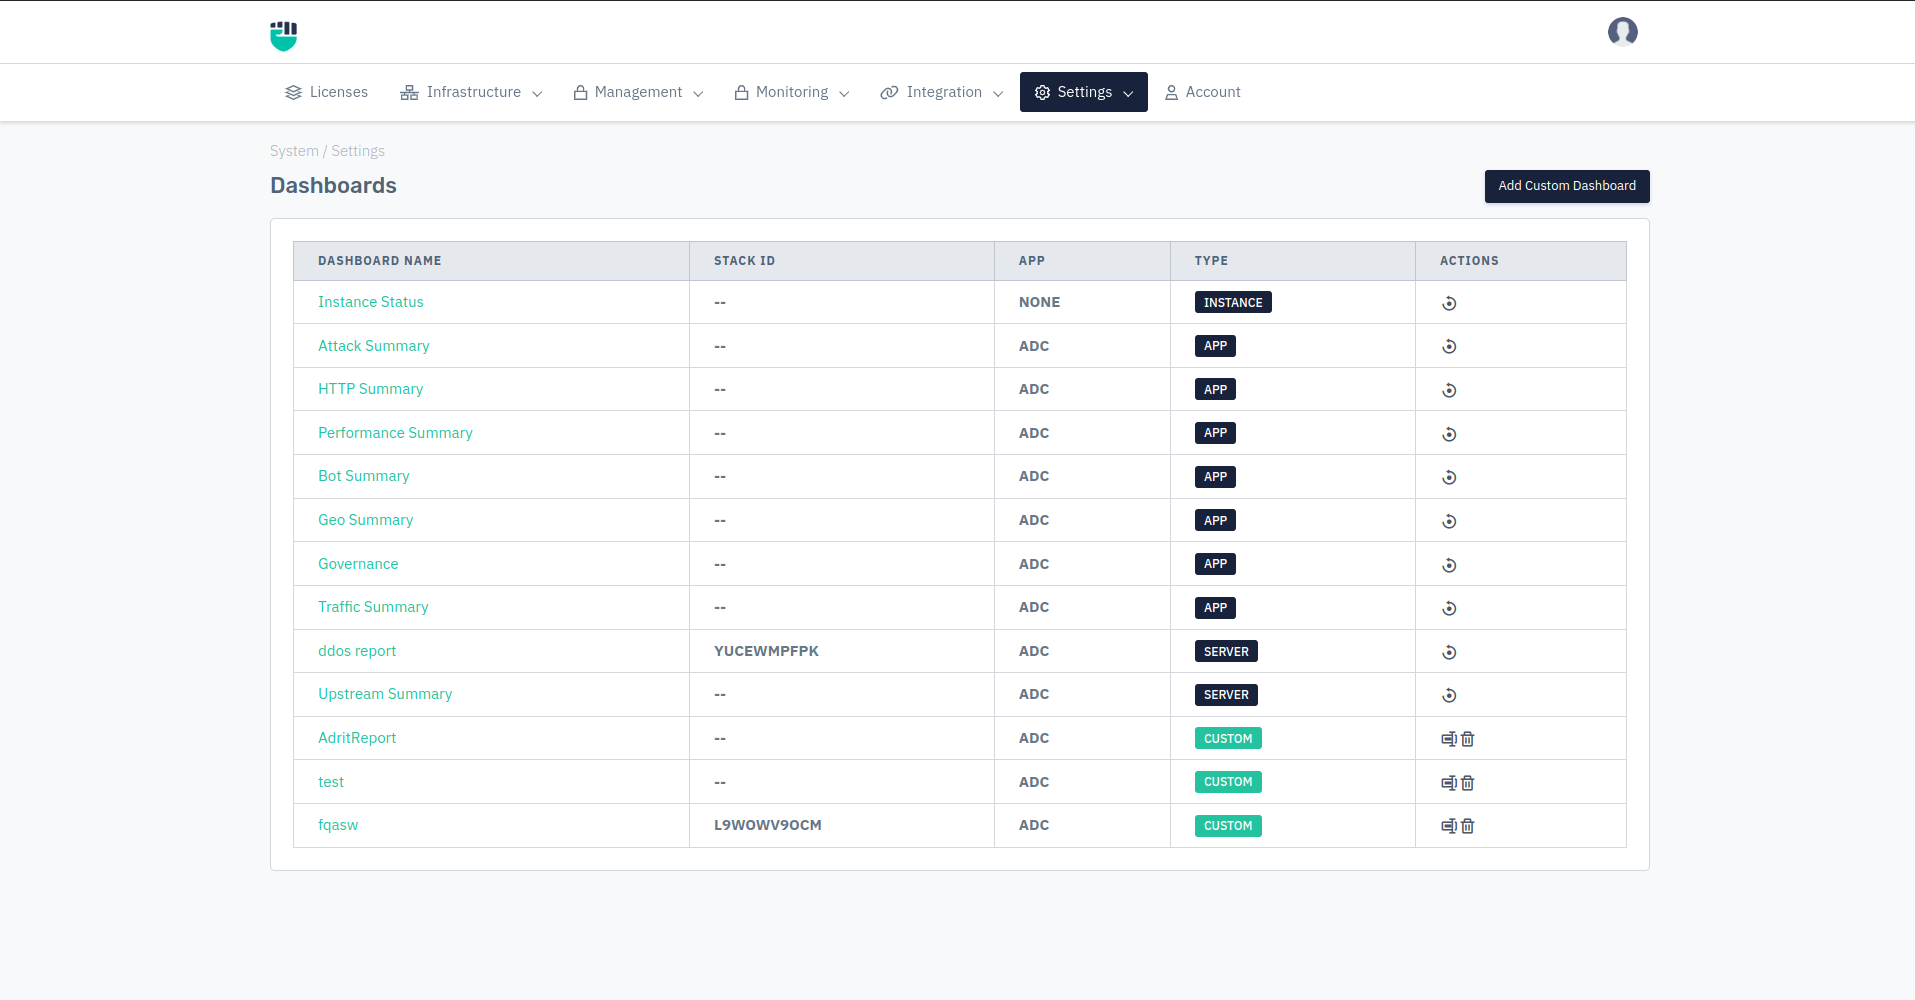 Licenses Infrastructure Management Monitoring Integration Settings Account
System / Settings
Dashboards
Add Custom Dashboard
DASHBOARD NAME STACK ID APP TYPE ACTIONS
Instance Status -- NONE INSTANCE
Attack Summary -- ADC APP
HTTP Summary -- ADC APP
Performance Summary -- ADC APP
Bot Summary -- ADC APP
Geo Summary -- ADC APP
Governance -- ADC APP
Traffic Summary -- ADC APP
ddos report YUCEWMPFPK ADC SERVER
Upstream Summary -- ADC SERVER
AdritReport -- ADC CUSTOM
test -- ADC CUSTOM
fqasw L9WOWV9OCM ADC CUSTOM